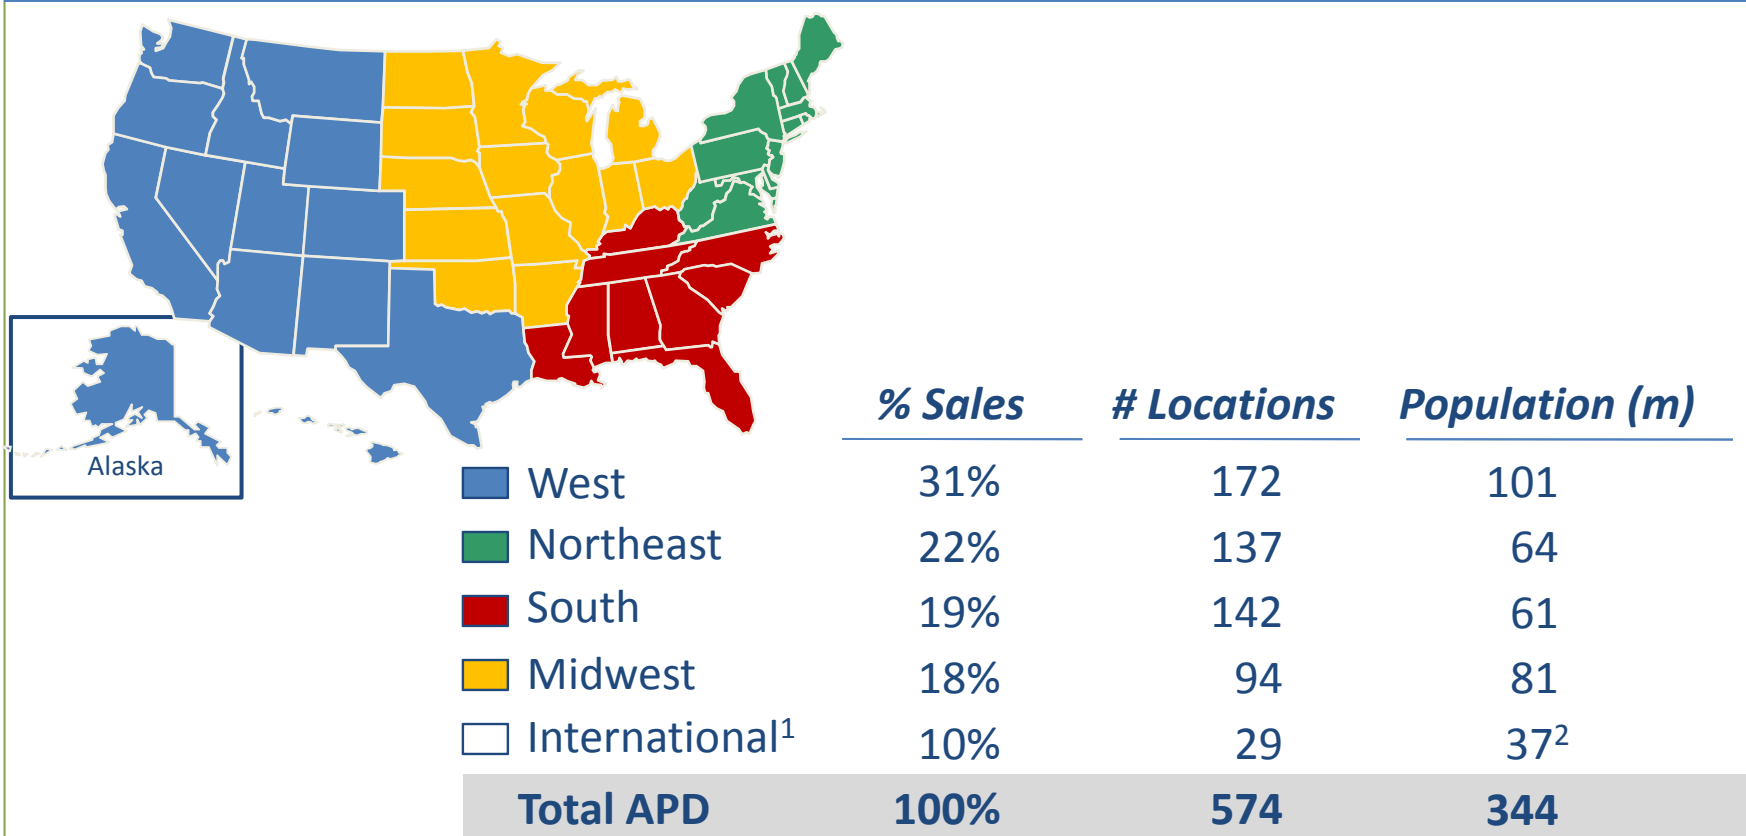 Alaska
% Sales # Locations Population (m)
West 31% 172 101
Northeast 22% 137 64
South 19% 142 61
Midwest 18% 94 81
International¹ 10% 29 37²
Total APD 100% 574 344